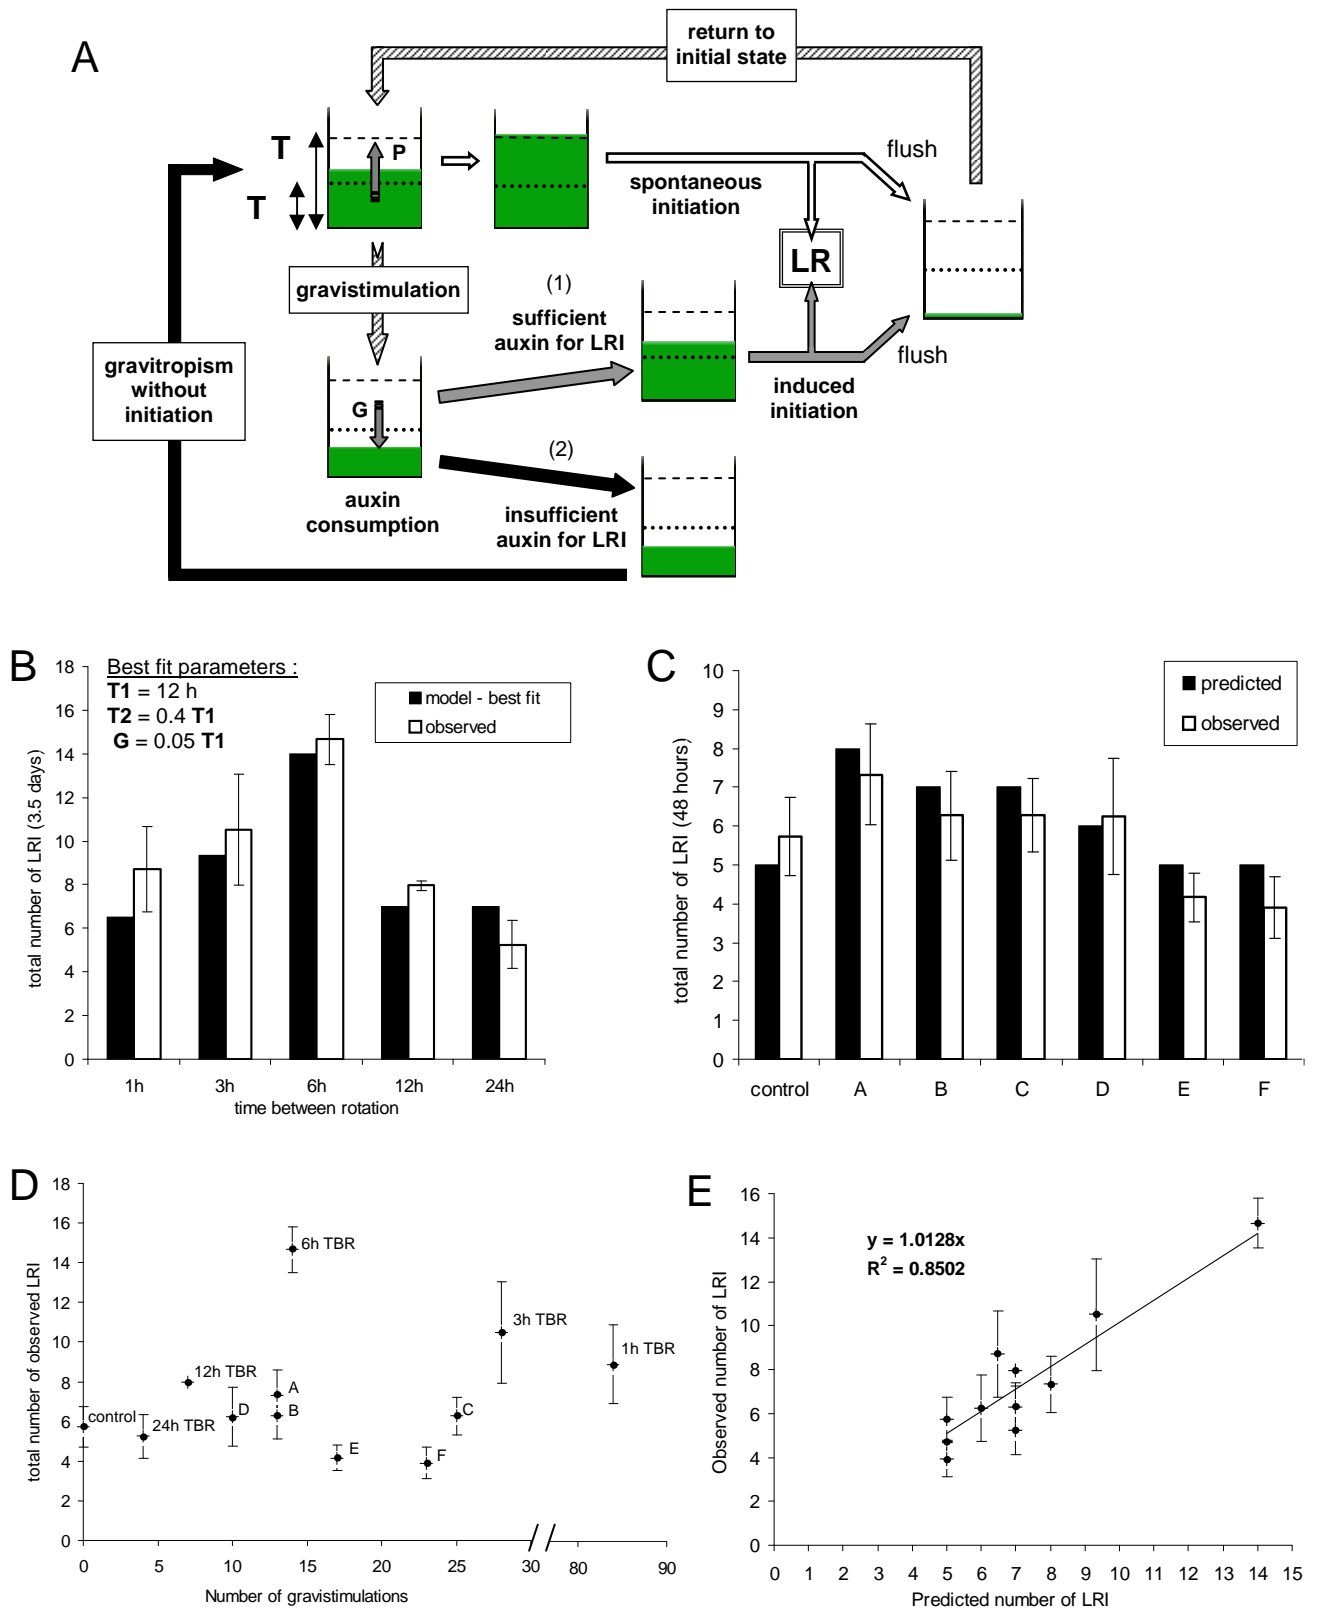 A
return to
initial state
T
P
T
flush
spontaneous
initiation
LR
gravistimulation
(1)
sufficient
auxin for LRI
flush
induced
initiation
gravitropism
without
initiation
G
(2)
auxin
consumption
insufficient
auxin for LRI
B
Best fit parameters :
T1 = 12 h
T2 = 0.4 T1
G = 0.05 T1
model - best fit
observed
total number of LRI (3.5 days)
18
16
14
12
10
8
6
4
2
0
1h 3h 6h 12h 24h
time between rotation
C
predicted
observed
total number of LRI (48 hours)
10
9
8
7
6
5
4
3
2
1
0
control A B C D E F
D
total number of observed LRI
18
16
14
12
10
8
6
4
2
0
6h TBR
3h TBR
1h TBR
12h TBR
A
control
24h TBR
D
B
C
E
F
0 5 10 15 20 25 30 80 90
Number of gravistimulations
E
y = 1.0128x
R² = 0.8502
Observed number of LRI
16
14
12
10
8
6
4
2
0
0 1 2 3 4 5 6 7 8 9 10 11 12 13 14 15
Predicted number of LRI